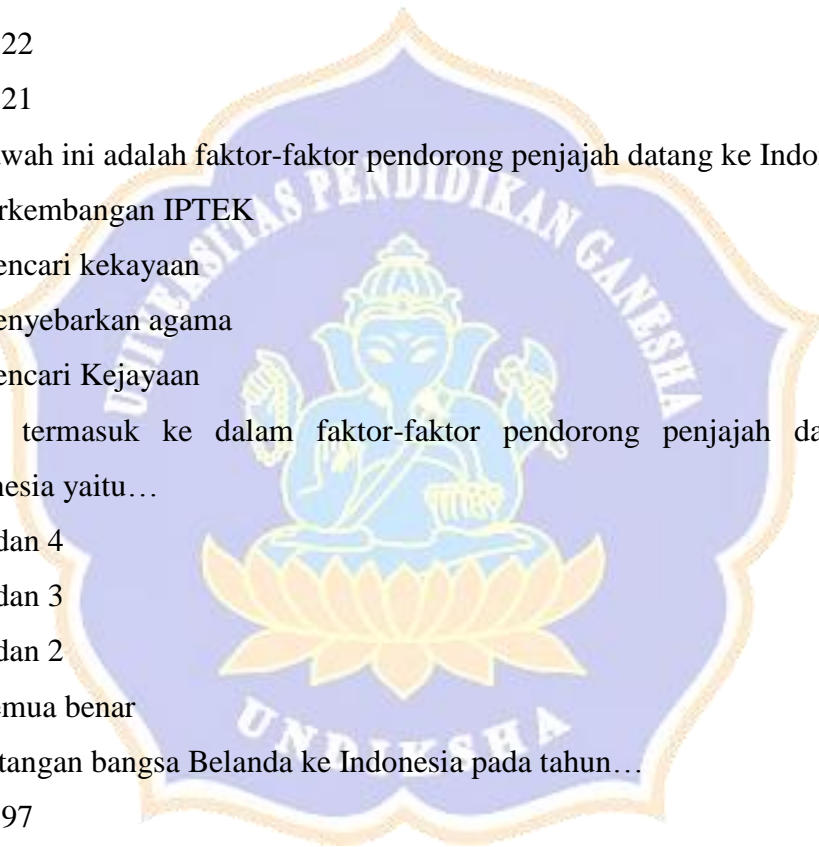 22
21
wah ini adalah faktor-faktor pendorong penjajah datang ke Indo
rkembangan IPTEK
encari kekayaan
enyebarkan agama
encari Kejayaan
termasuk ke dalam faktor-faktor pendorong penjajah da
nesia yaitu…
dan 4
dan 3
dan 2
emua benar
tangan bangsa Belanda ke Indonesia pada tahun…
97
UNIVERSITAS PENDIDIKAN GANESHA
UNDIKSHA